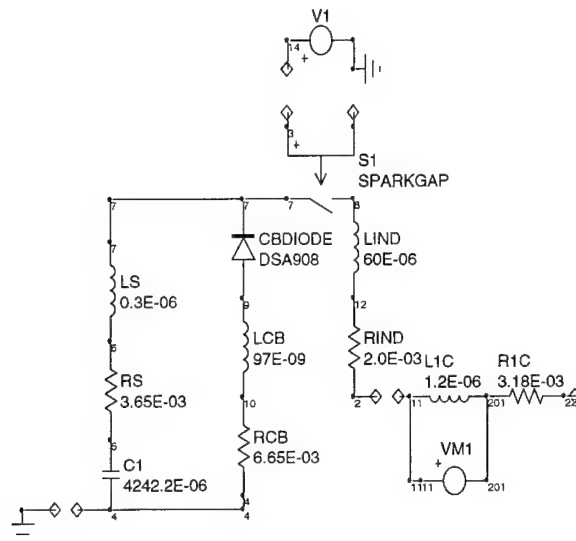 V1
14
+
3
+
S1
SPARKGAP
7
7
7
8
7
CBDIODE
DSA908
LIND
60E-06
LS
0.3E-06
9
12
LCB
97E-09
RIND
2.0E-03
6
RS
3.65E-03
L1C
1.2E-06
R1C
3.18E-03
10
2
11
201
22
RCB
6.65E-03
VM1
+
5
C1
4242.2E-06
1111
201
4
4
4